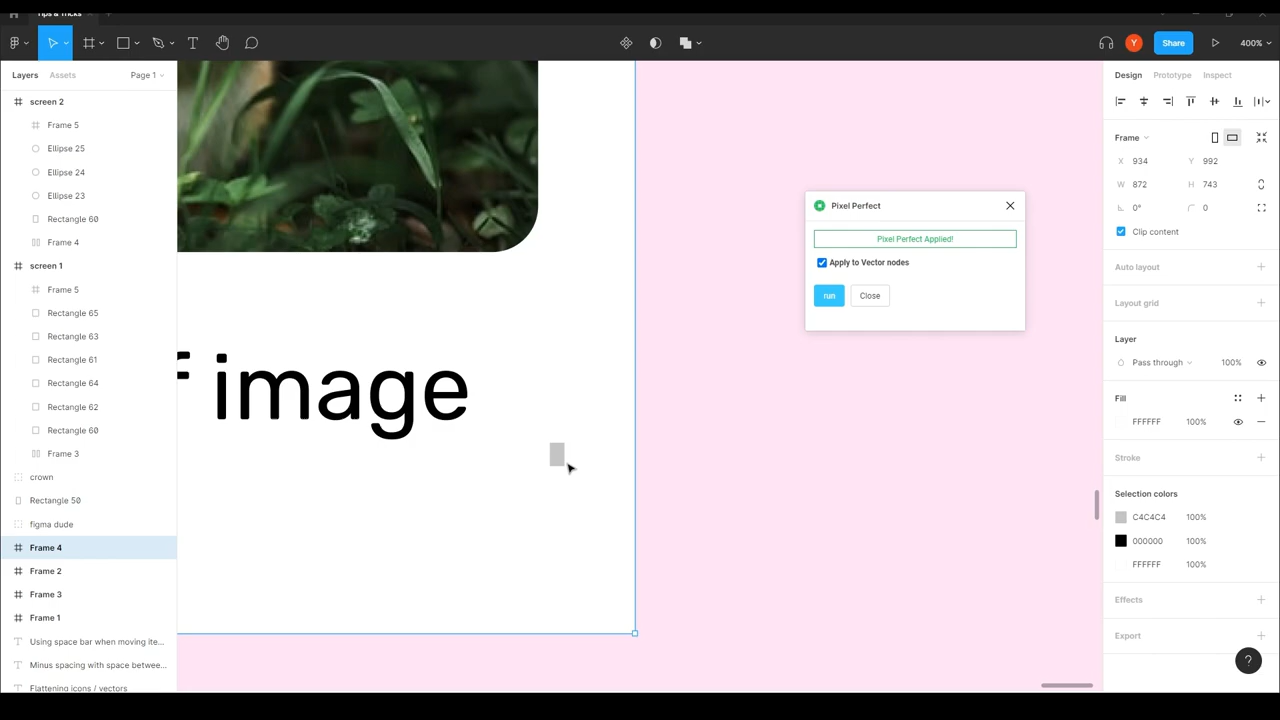 Tips & Tricks
Share
400%
Layers
Assets
Page 1
screen 2
Frame 5
Ellipse 25
Ellipse 24
Ellipse 23
Rectangle 60
Frame 4
screen 1
Frame 5
Rectangle 65
Rectangle 63
Rectangle 61
Rectangle 64
Rectangle 62
Rectangle 60
Frame 3
crown
Rectangle 50
figma dude
Frame 4
Frame 2
Frame 3
Frame 1
Using space bar when moving ite...
Minus spacing with space betwee...
Flattening icons / vectors
f image
Pixel Perfect
Pixel Perfect Applied!
Apply to Vector nodes
run
Close
Y
Design
Prototype
Inspect
Frame
X 934
Y 992
W 872
H 743
0°
0
Clip content
Auto layout
Layout grid
Layer
Pass through
100%
Fill
FFFFFF 100%
Stroke
Selection colors
C4C4C4 100%
000000 100%
FFFFFF 100%
Effects
Export
?